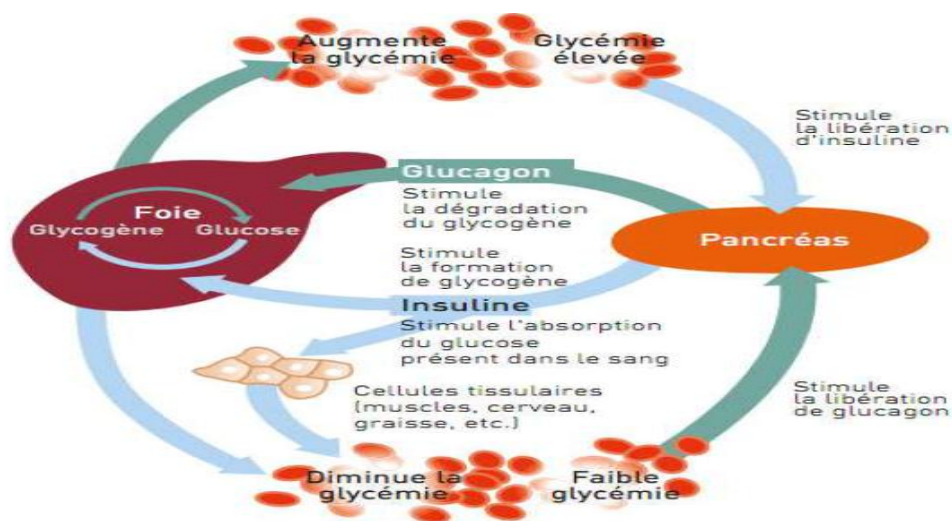 Augmente
la glycémie
Glycémie
élevée
Stimule
la libération
d'insuline
Glucagon
Stimule
la dégradation
du glycogène
Foie
Glycogène
Glucose
Pancréas
Stimule
la formation
de glycogène
Insuline
Stimule l'absorption
du glucose
présent dans le sang
Cellules tissulaires
(muscles, cerveau,
graisse, etc.)
Stimule
la libération
de glucagon
Diminue la
glycémie
Faible
glycémie